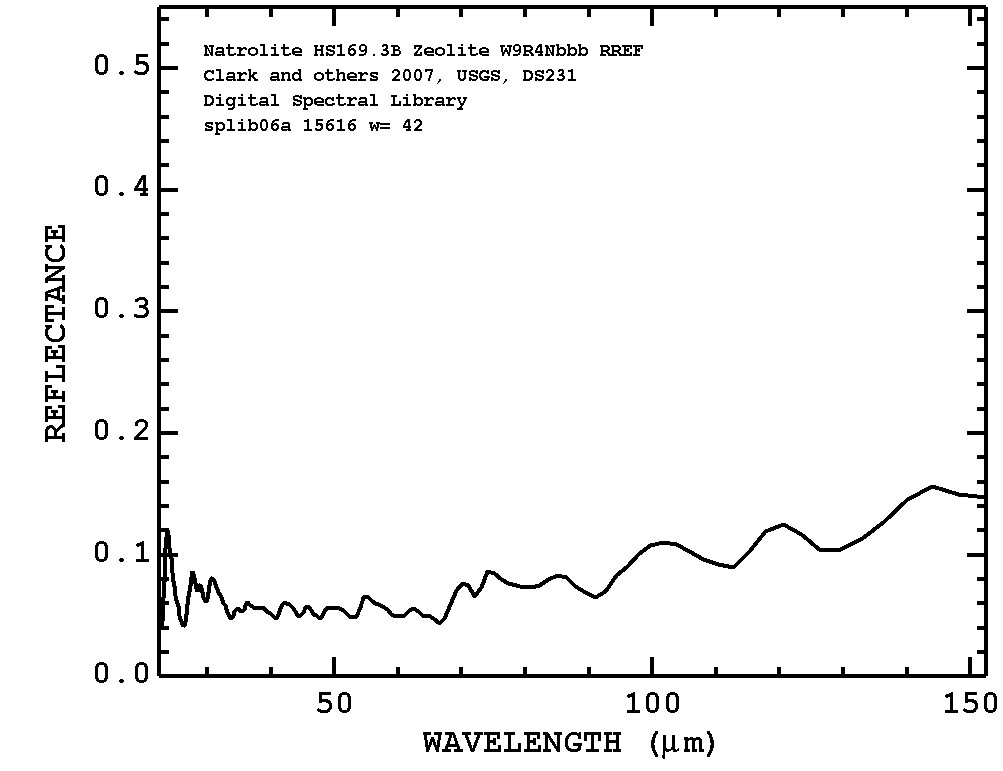 Natrolite HS169.3B Zeolite W9R4Nbbb RREF
Clark and others 2007, USGS, DS231
Digital Spectral Library
splib06a 15616 w= 42
REFLECTANCE
0.5
0.4
0.3
0.2
0.1
0.0
50 100 150
WAVELENGTH (μm)